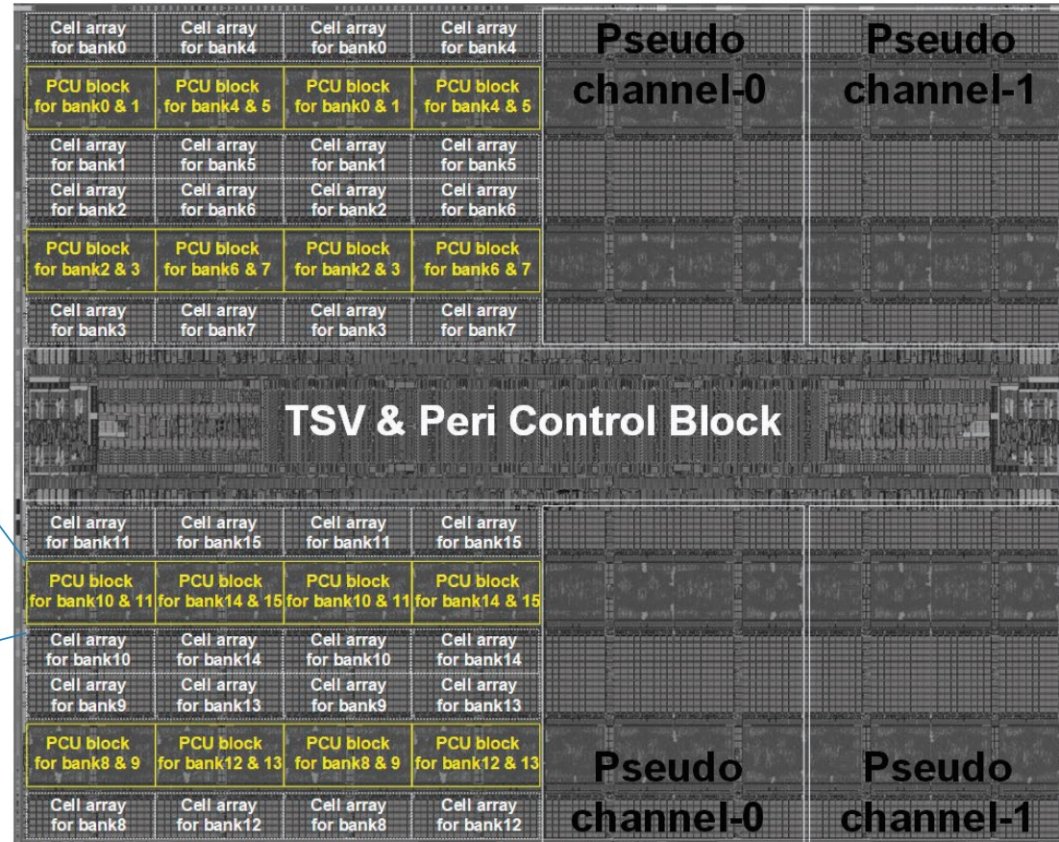 Cell array Cell array Cell array Cell array
for bank0 for bank4 for bank0 for bank4
Pseudo Pseudo
channel-0 channel-1
PCU block PCU block PCU block PCU block
for bank0 & 1 for bank4 & 5 for bank0 & 1 for bank4 & 5
Cell array Cell array Cell array Cell array
for bank1 for bank5 for bank1 for bank5
Cell array Cell array Cell array Cell array
for bank2 for bank6 for bank2 for bank6
PCU block PCU block PCU block PCU block
for bank2 & 3 for bank6 & 7 for bank2 & 3 for bank6 & 7
Cell array Cell array Cell array Cell array
for bank3 for bank7 for bank3 for bank7
TSV & Peri Control Block
Cell array Cell array Cell array Cell array
for bank11 for bank15 for bank11 for bank15
PCU block PCU block PCU block PCU block
for bank10 & 11 for bank14 & 15 for bank10 & 11 for bank14 & 15
Cell array Cell array Cell array Cell array
for bank10 for bank14 for bank10 for bank14
Cell array Cell array Cell array Cell array
for bank9 for bank13 for bank9 for bank13
PCU block PCU block PCU block PCU block
for bank8 & 9 for bank12 & 13 for bank8 & 9 for bank12 & 13
Pseudo Pseudo
channel-0 channel-1
Cell array Cell array Cell array Cell array
for bank8 for bank12 for bank8 for bank12